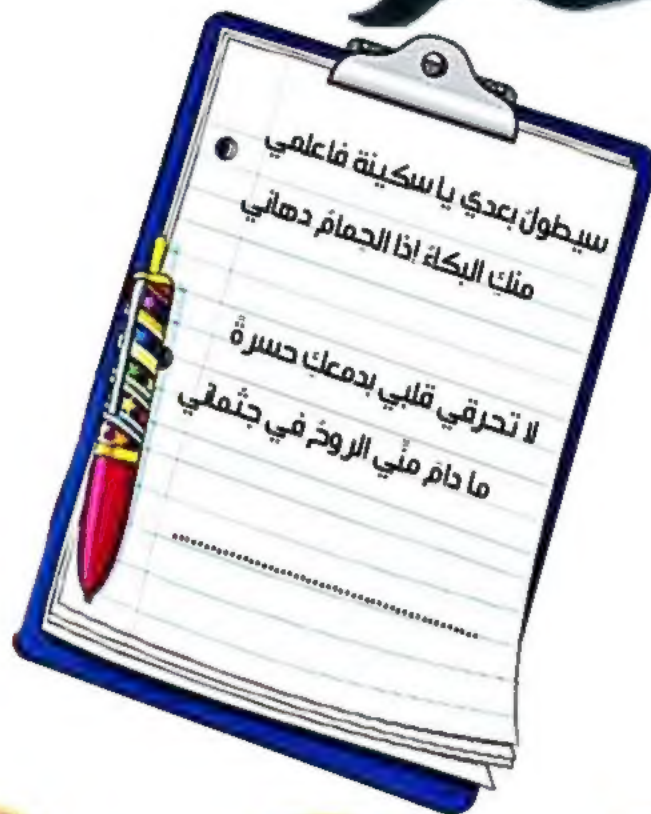 سيطولُ بعدي يا سكينة فاعلمي
منكِ البكاءُ إذا الحِمامُ دهاني
لا تحرقي قلبي بدمعكِ حسرةً
ما دامَ منّي الروحُ في جثماني